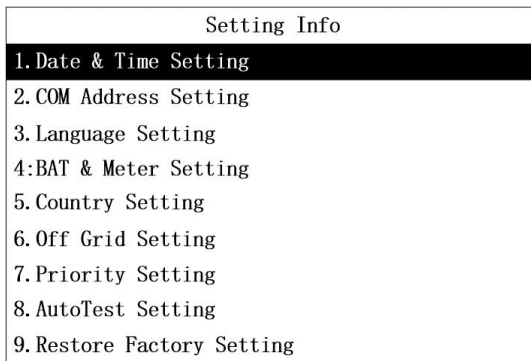 Setting Info
1.Date & Time Setting
2.COM Address Setting
3.Language Setting
4:BAT & Meter Setting
5.Country Setting
6.Off Grid Setting
7.Priority Setting
8.AutoTest Setting
9.Restore Factory Setting